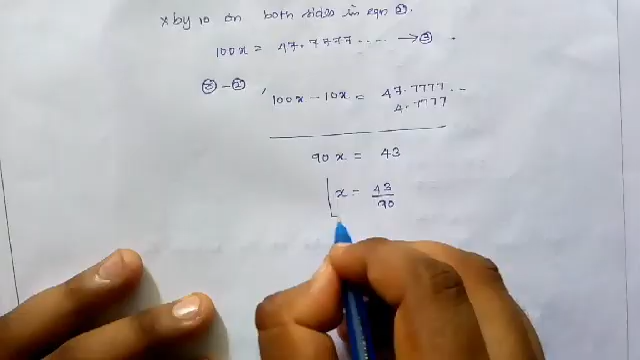 x by 10 on both sides in eqn ②.
100x = 47.7777.... → ③
③ - ② , 100x - 10x = 47.7777..
4.7777
90x = 43
x = 43/90